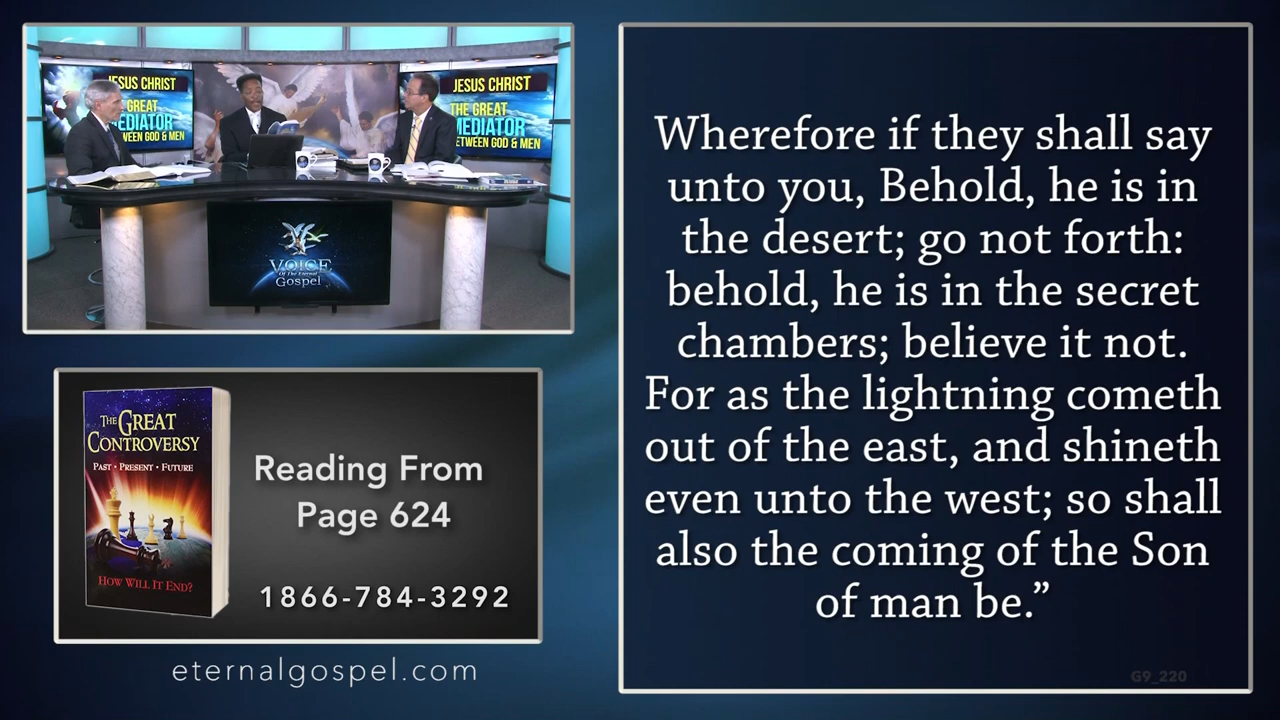 JESUS CHRIST
GREAT
MEDIATOR
WEEN GOD & MEN
JESUS CHRIST
THE GREAT
MEDIATOR
ETWEEN GOD & MEN
VOICE
Of The Eternal
Gospel
THE GREAT
CONTROVERSY
PAST • PRESENT • FUTURE
HOW WILL IT END?
Reading From
Page 624
1866-784-3292
eternalgospel.com
Wherefore if they shall say
unto you, Behold, he is in
the desert; go not forth:
behold, he is in the secret
chambers; believe it not.
For as the lightning cometh
out of the east, and shineth
even unto the west; so shall
also the coming of the Son
of man be.”
G9_220